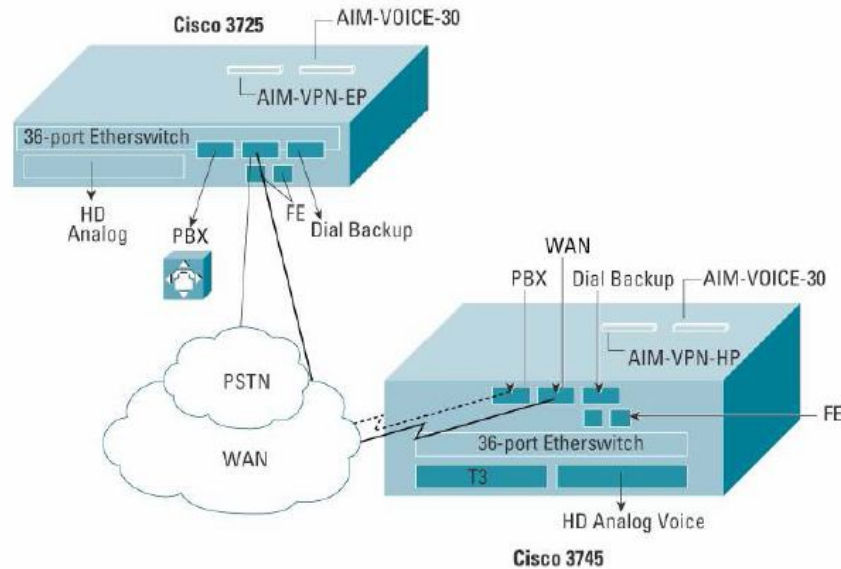 Cisco 3725
AIM-VOICE-30
AIM-VPN-EP
36-port Etherswitch
HD
Analog
PBX
FE
Dial Backup
WAN
PBX
Dial Backup
AIM-VOICE-30
AIM-VPN-HP
PSTN
WAN
FE
36-port Etherswitch
T3
HD Analog Voice
Cisco 3745